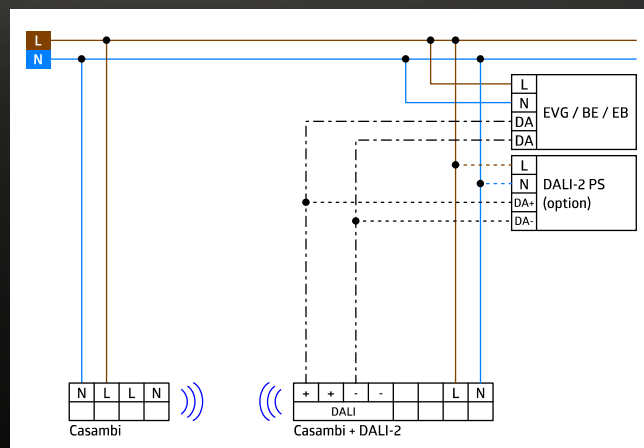 L
N
L
N
DA
DA
EVG / BE / EB
L
N
DA+
DA-
DALI-2 PS
(option)
N L L N
Casambi
+ + - - L N
DALI
Casambi + DALI-2